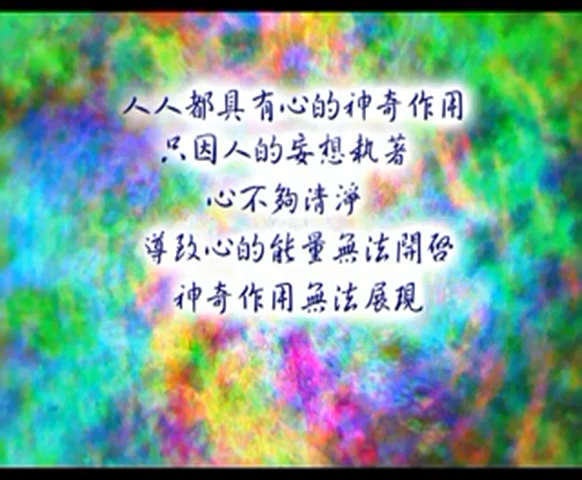 人人都具有心的神奇作用
只因人的妄想執著
心不夠清淨
導致心的能量無法開啓
神奇作用無法展現